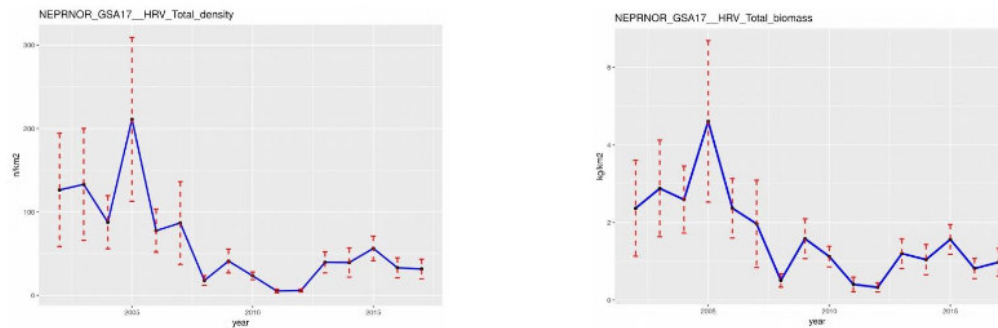 NEPRNOR_GSA17__HRV_Total_density
300
200
100
0
n/km2
2005
2010
2015
year
NEPRNOR_GSA17__HRV_Total_biomass
6
4
2
0
kg/km2
2005
2010
2015
year